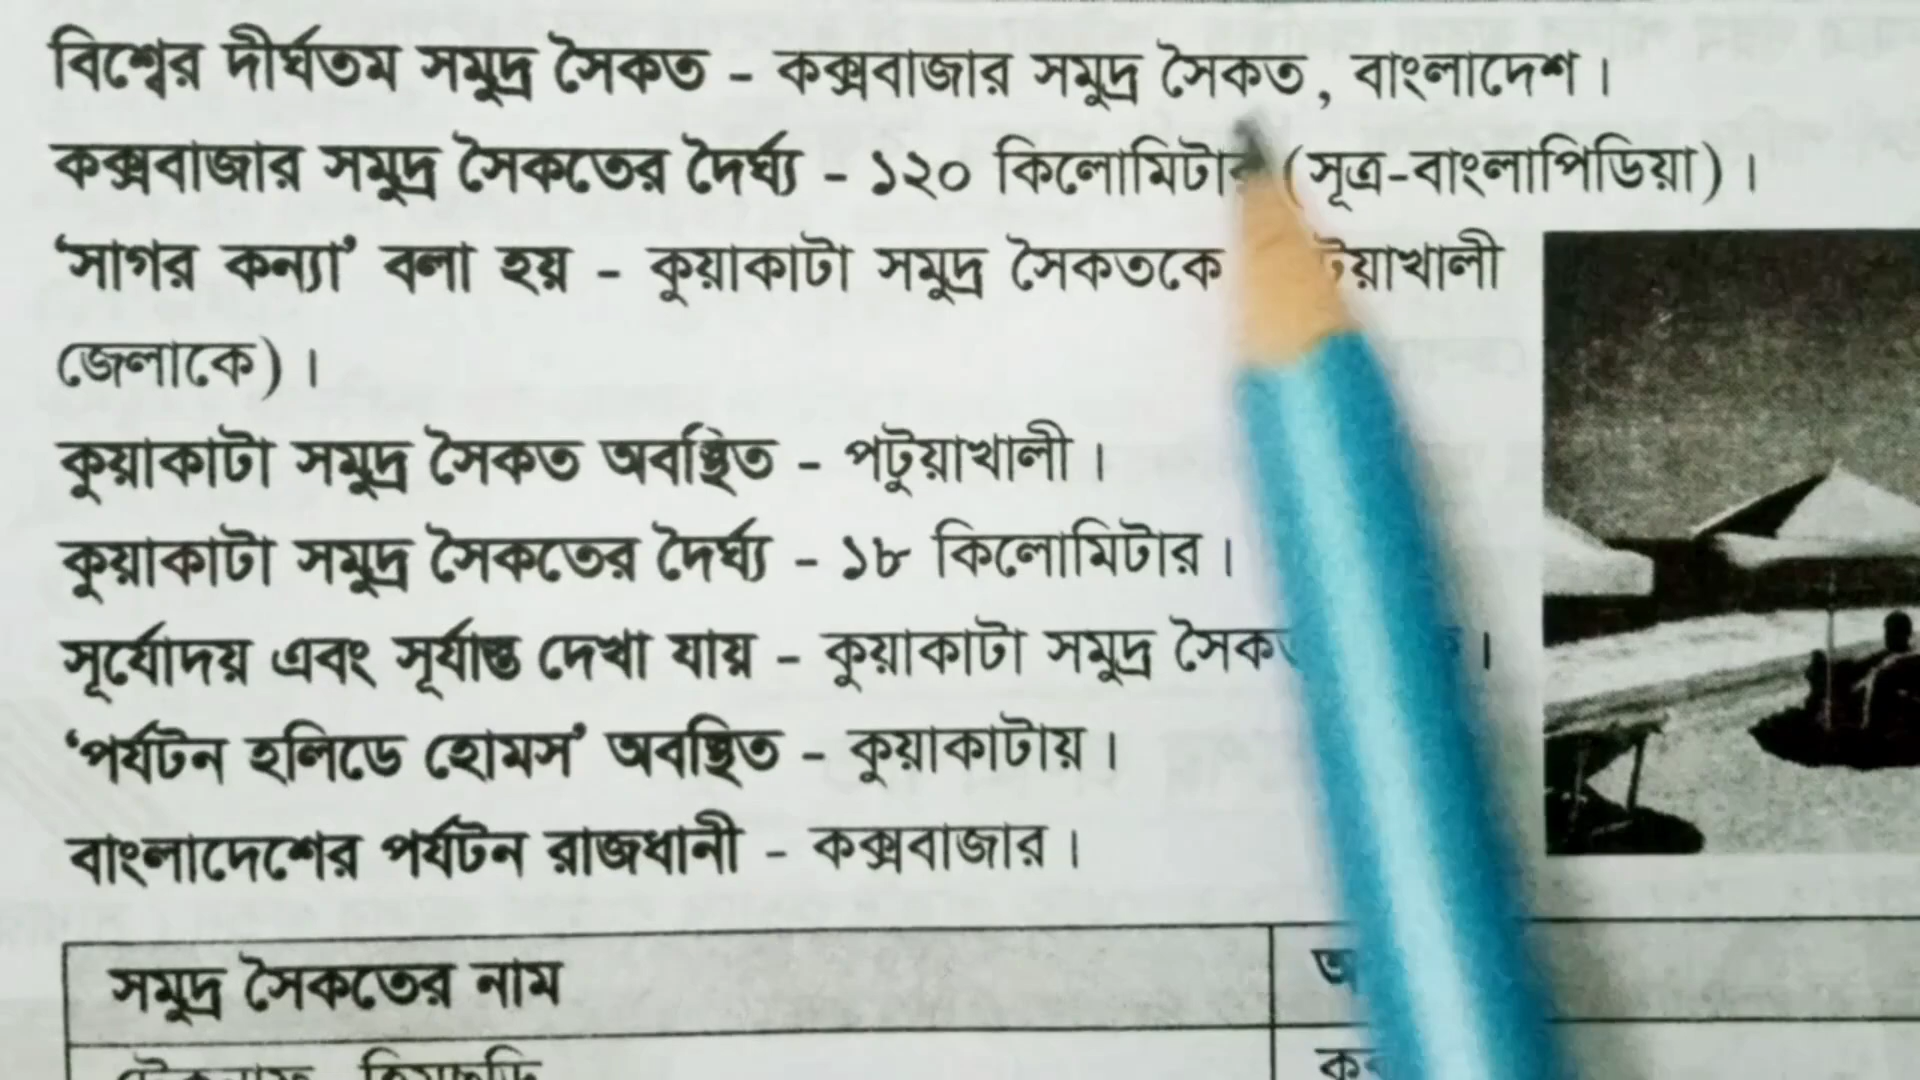 বিশ্বের দীর্ঘতম সমুদ্র সৈকত - কক্সবাজার সমুদ্র সৈকত, বাংলাদেশ।
কক্সবাজার সমুদ্র সৈকতের দৈর্ঘ্য - ১২০ কিলোমিটার (সূত্র-বাংলাপিডিয়া)।
‘সাগর কন্যা’ বলা হয় - কুয়াকাটা সমুদ্র সৈকতকে
জেলাকে)।
কুয়াকাটা সমুদ্র সৈকত অবস্থিত - পটুয়াখালী।
কুয়াকাটা সমুদ্র সৈকতের দৈর্ঘ্য - ১৮ কিলোমিটার।
সূর্যোদয় এবং সূর্যাস্ত দেখা যায় - কুয়াকাটা সমুদ্র
‘পর্যটন হলিডে হোমস’ অবস্থিত - কুয়াকাটায়।
বাংলাদেশের পর্যটন রাজধানী - কক্সবাজার।
সমুদ্র সৈকতের নাম